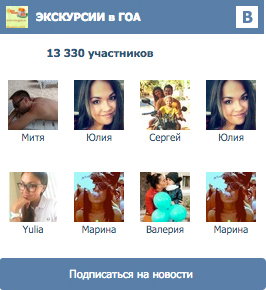 ЭКСКУРСИИ в ГОА
B
13 330 участников
Митя Юлия Сергей Юлия
Yulia Марина Валерия Марина
Подписаться на новости